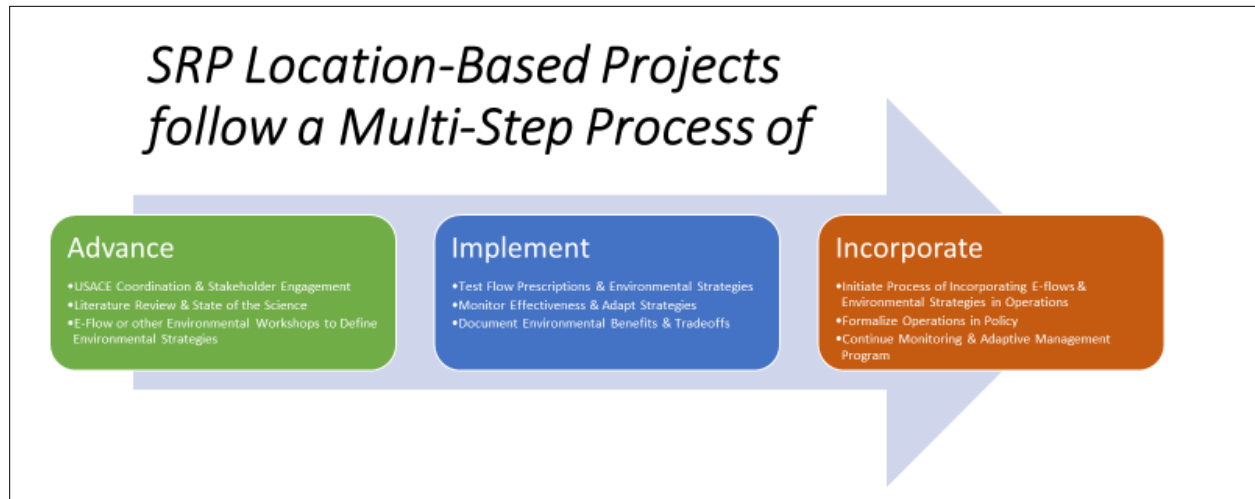 SRP Location-Based Projects
follow a Multi-Step Process of
Advance
•USACE Coordination & Stakeholder Engagement
•Literature Review & State of the Science
•E-Flow or other Environmental Workshops to Define
Environmental Strategies
Implement
•Test Flow Prescriptions & Environmental Strategies
•Monitor Effectiveness & Adapt Strategies
•Document Environmental Benefits & Tradeoffs
Incorporate
•Initiate Process of Incorporating E-flows &
Environmental Strategies in Operations
•Formalize Operations in Policy
•Continue Monitoring & Adaptive Management
Program